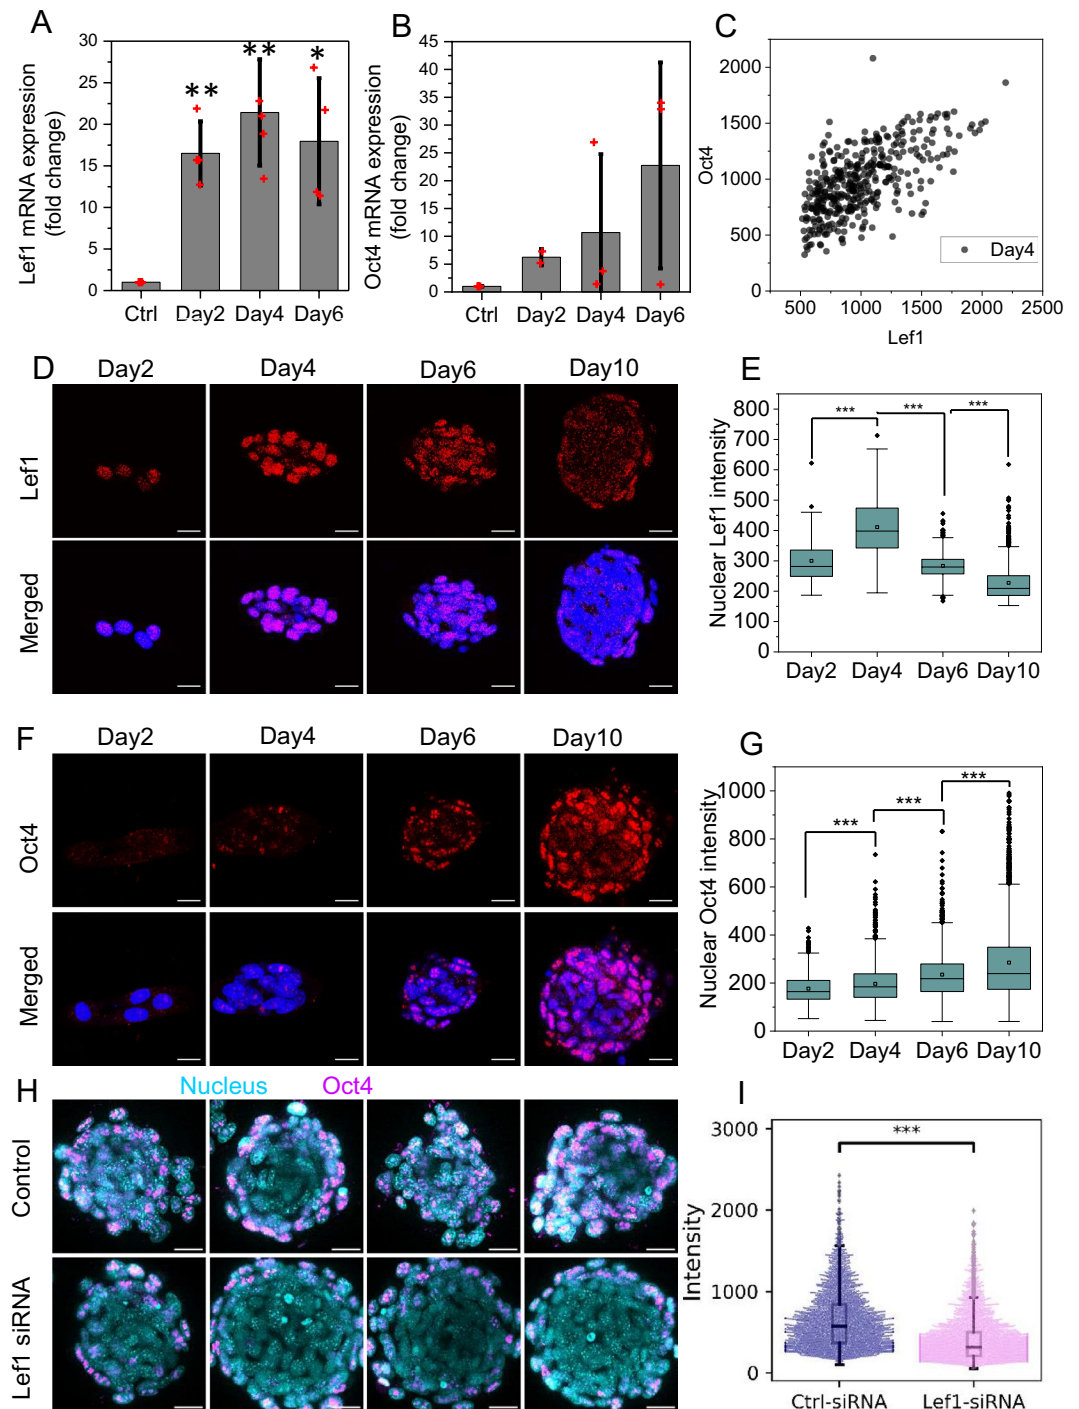 A
Lef1 mRNA expression
(fold change)
30
25
20
15
10
5
0
**
**
*
Ctrl
Day2
Day4
Day6
B
Oct4 mRNA expression
(fold change)
45
40
35
30
25
20
15
10
5
0
Ctrl
Day2
Day4
Day6
C
Oct4
2000
1500
1000
500
0
Day4
500
1000
1500
2000
2500
Lef1
D
Day2
Day4
Day6
Day10
Lef1
Merged
E
Nuclear Lef1 intensity
800
700
600
500
400
300
200
100
0
***
***
***
Day2
Day4
Day6
Day10
F
Day2
Day4
Day6
Day10
Oct4
Merged
G
Nuclear Oct4 intensity
1000
800
600
400
200
0
***
***
***
Day2
Day4
Day6
Day10
H
Nucleus
Oct4
Control
Lef1 siRNA
I
Intensity
3000
2000
1000
0
***
Ctrl-siRNA
Lef1-siRNA